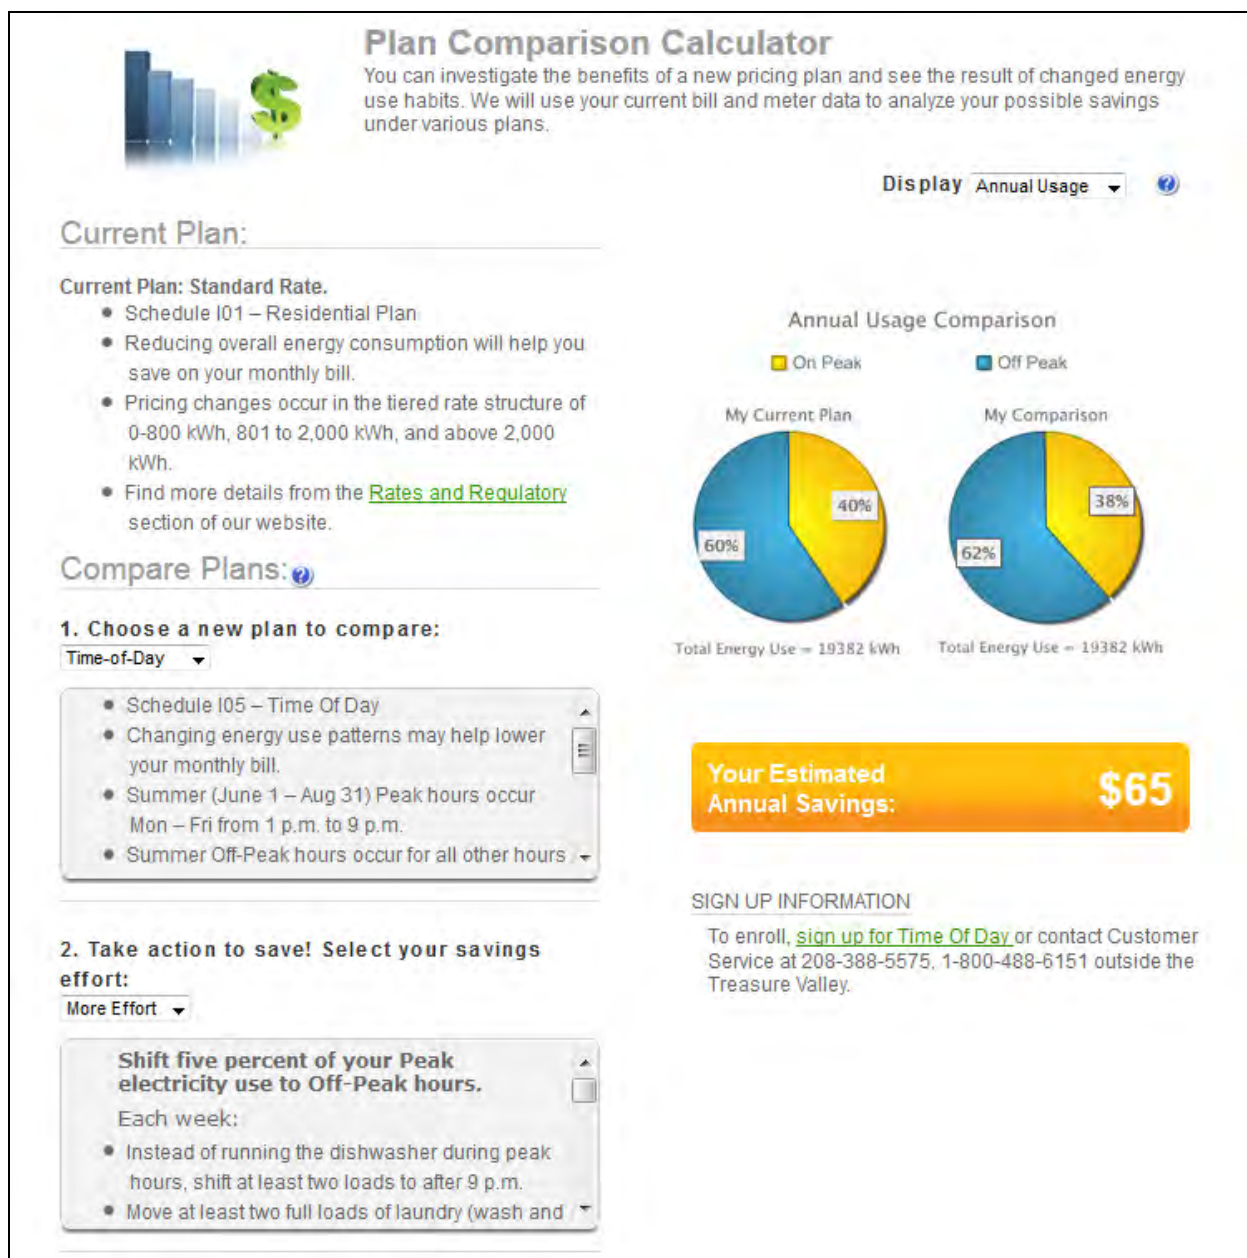 Plan Comparison Calculator
You can investigate the benefits of a new pricing plan and see the result of changed energy
use habits. We will use your current bill and meter data to analyze your possible savings
under various plans.
Display Annual Usage
Current Plan:
Current Plan: Standard Rate.
Schedule I01 – Residential Plan
Reducing overall energy consumption will help you
save on your monthly bill.
Pricing changes occur in the tiered rate structure of
0-800 kWh, 801 to 2,000 kWh, and above 2,000
kWh.
Find more details from the Rates and Regulatory
section of our website.
Compare Plans:
1. Choose a new plan to compare:
Time-of-Day
Schedule I05 – Time Of Day
Changing energy use patterns may help lower
your monthly bill.
Summer (June 1 – Aug 31) Peak hours occur
Mon – Fri from 1 p.m. to 9 p.m.
Summer Off-Peak hours occur for all other hours
2. Take action to save! Select your savings
effort:
More Effort
Shift five percent of your Peak
electricity use to Off-Peak hours.
Each week:
Instead of running the dishwasher during peak
hours, shift at least two loads to after 9 p.m.
Move at least two full loads of laundry (wash and
Annual Usage Comparison
On Peak Off Peak
My Current Plan My Comparison
40%
60%
38%
62%
Total Energy Use = 19382 kWh Total Energy Use = 19382 kWh
Your Estimated
Annual Savings:
$65
SIGN UP INFORMATION
To enroll, sign up for Time Of Day or contact Customer
Service at 208-388-5575, 1-800-488-6151 outside the
Treasure Valley.